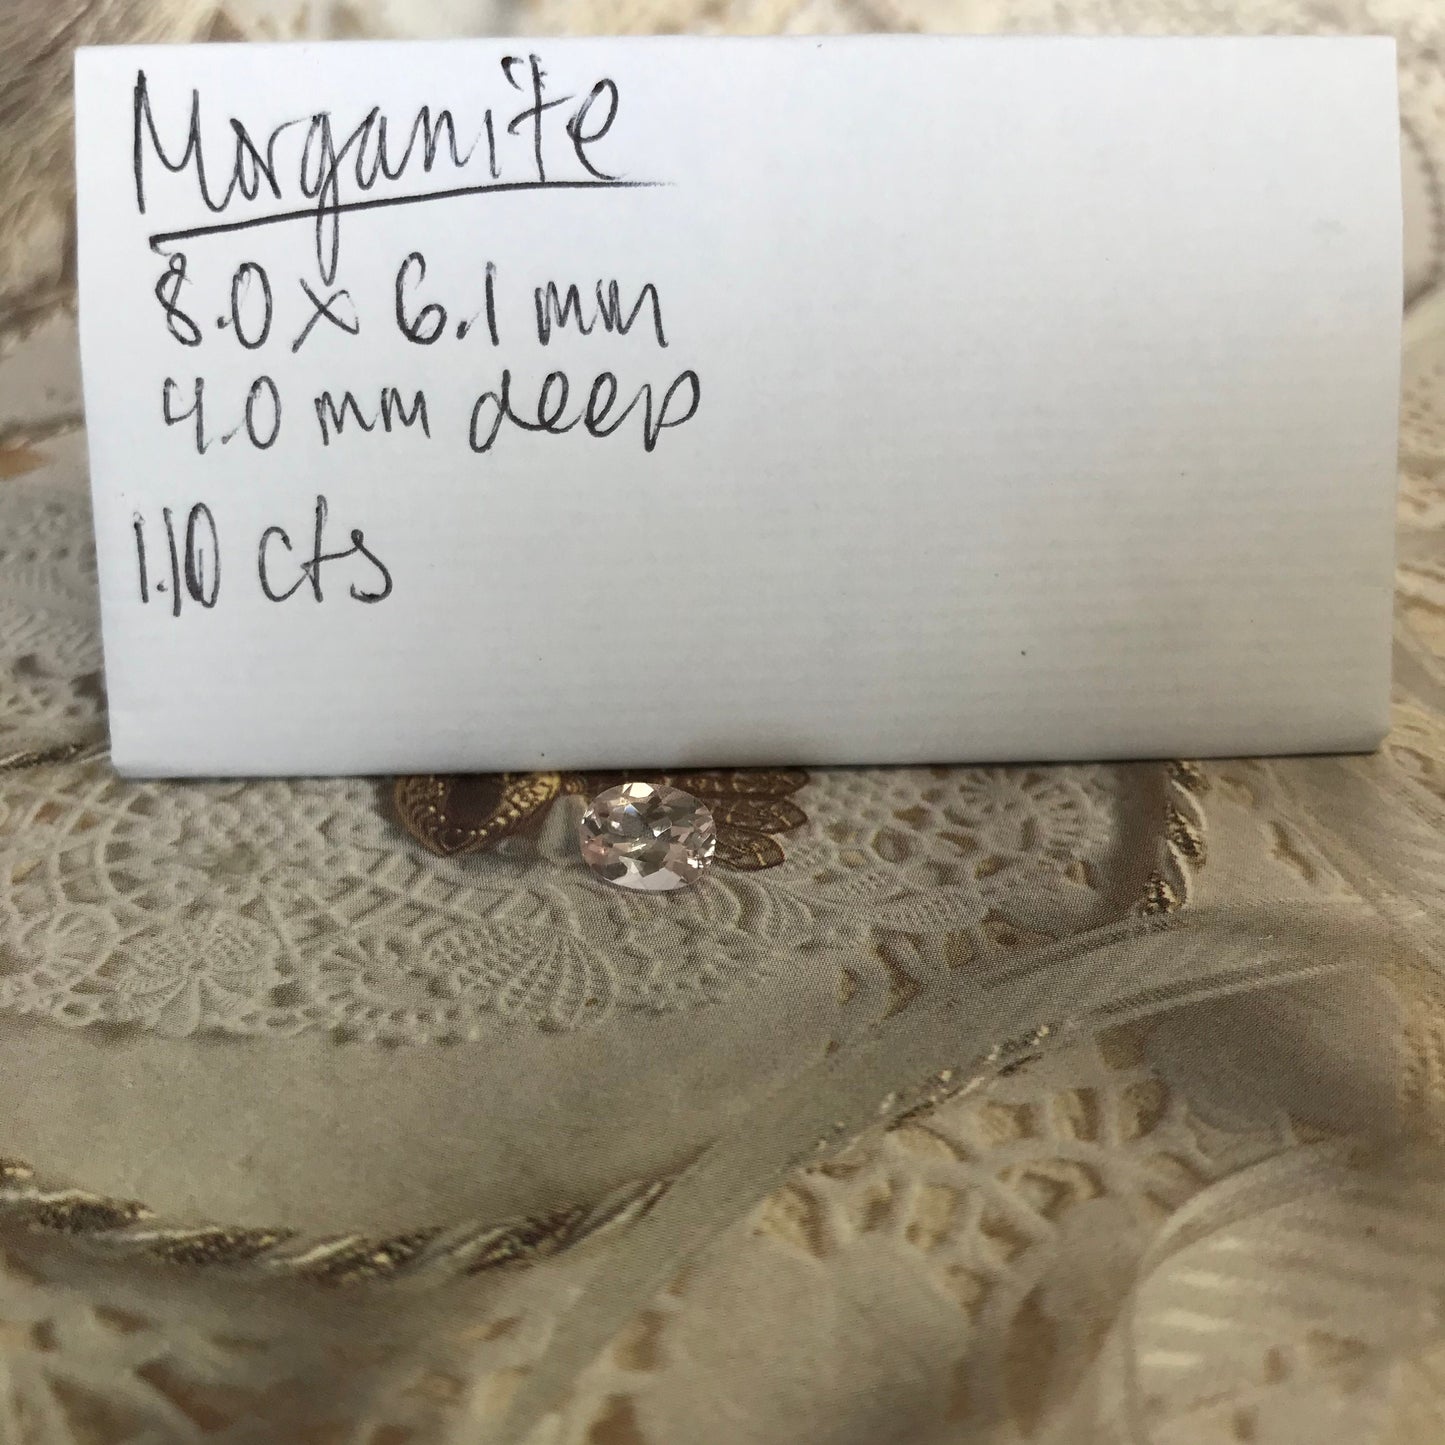 Morganite
8.0 x 6.1 mm
4.0 mm deep
1.10 cts